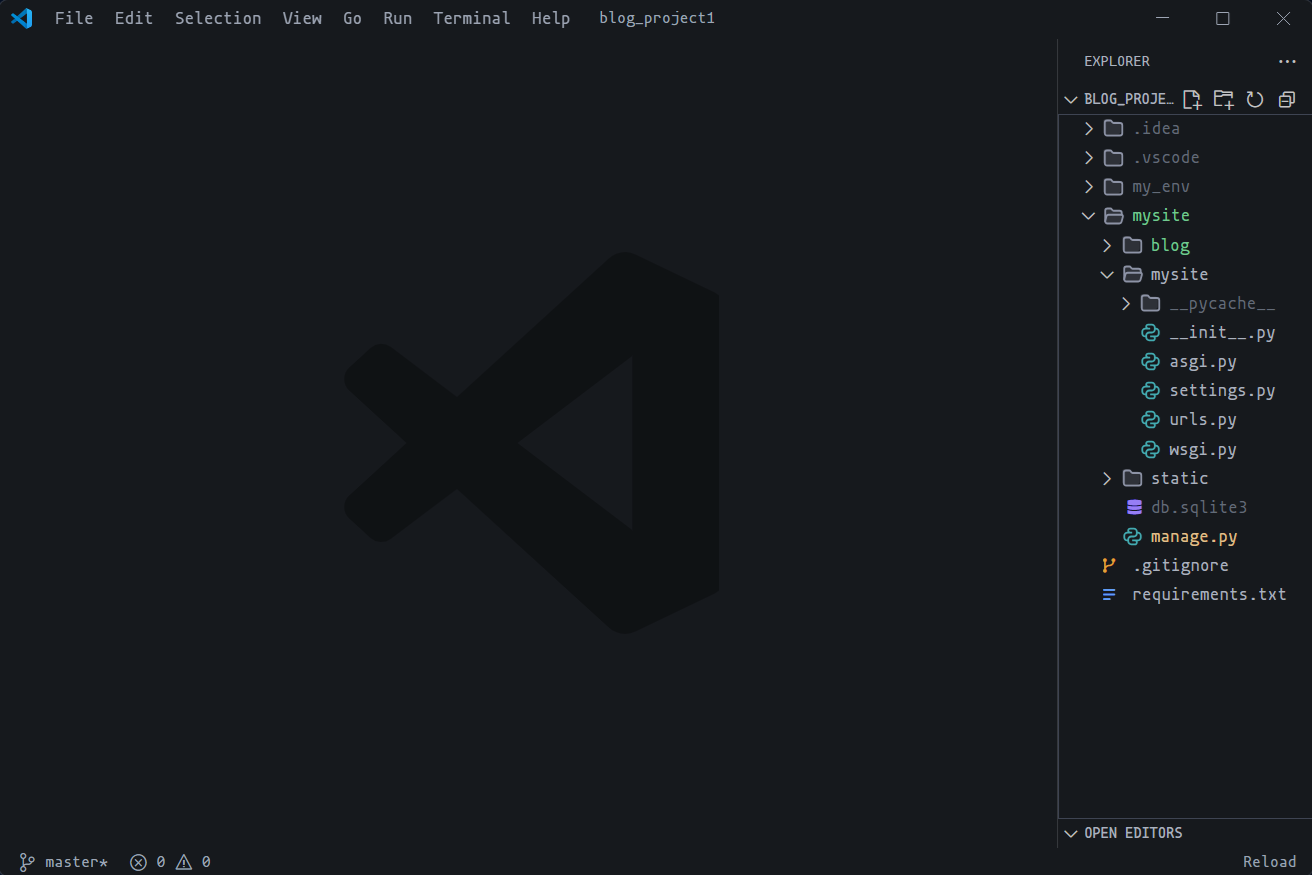 File Edit Selection View Go Run Terminal Help blog_project1
EXPLORER
BLOG_PROJE…
.idea
.vscode
my_env
mysite
blog
mysite
__pycache__
__init__.py
asgi.py
settings.py
urls.py
wsgi.py
static
db.sqlite3
manage.py
.gitignore
requirements.txt
OPEN EDITORS
master* 0 0 Reload